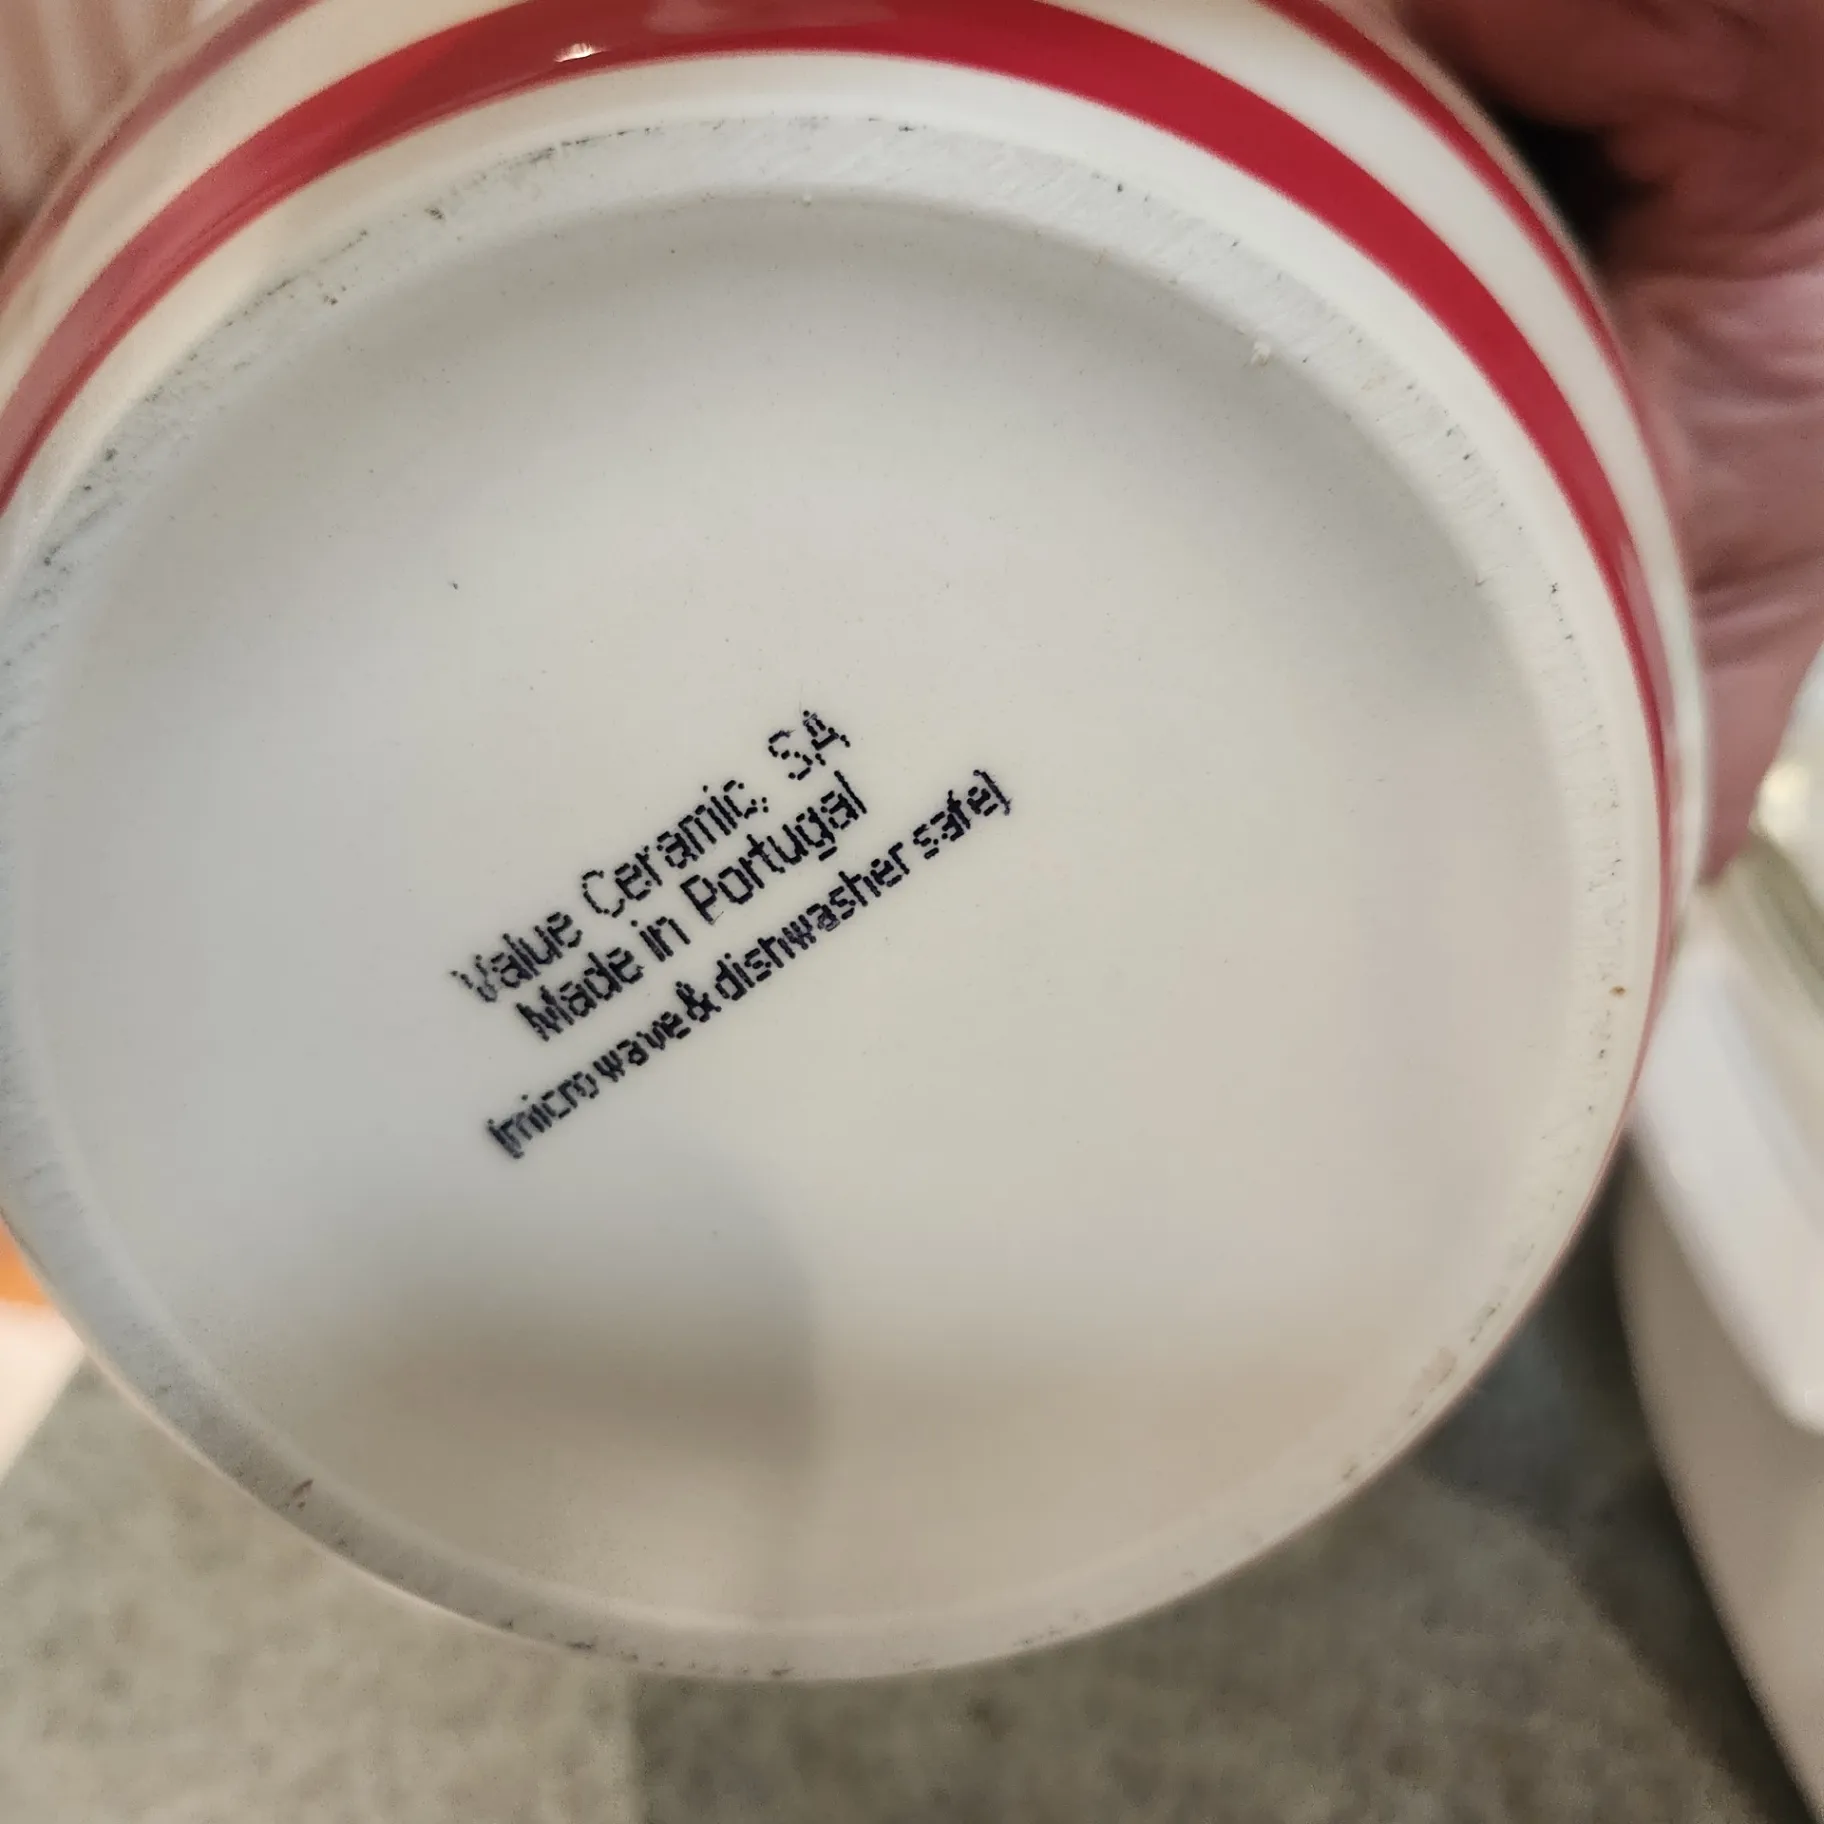 Value Ceramic, SA
Made in Portugal
(microwave & dishwasher safe)